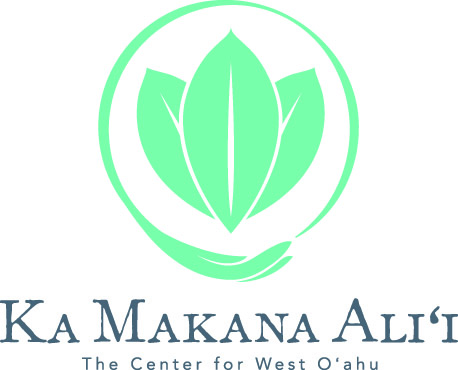 KA MAKANA ALI‘I
The Center for West O‘ahu